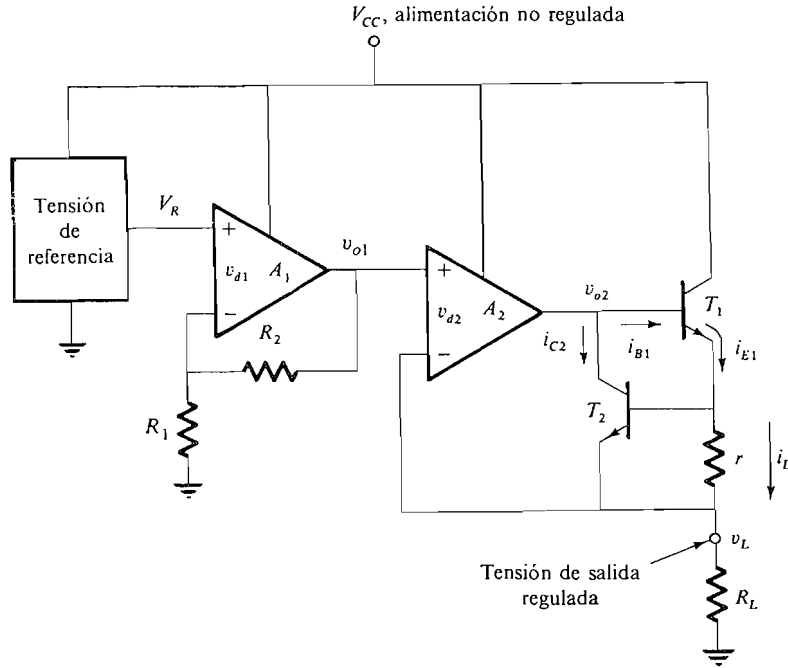 V_CC, alimentación no regulada
Tensión
de
referencia
V_R
+
v_d1
A_1
−
v_o1
R_2
R_1
+
v_d2
A_2
−
v_o2
i_C2
i_B1
T_1
i_E1
T_2
r
i_L
v_L
Tensión de salida
regulada
R_L